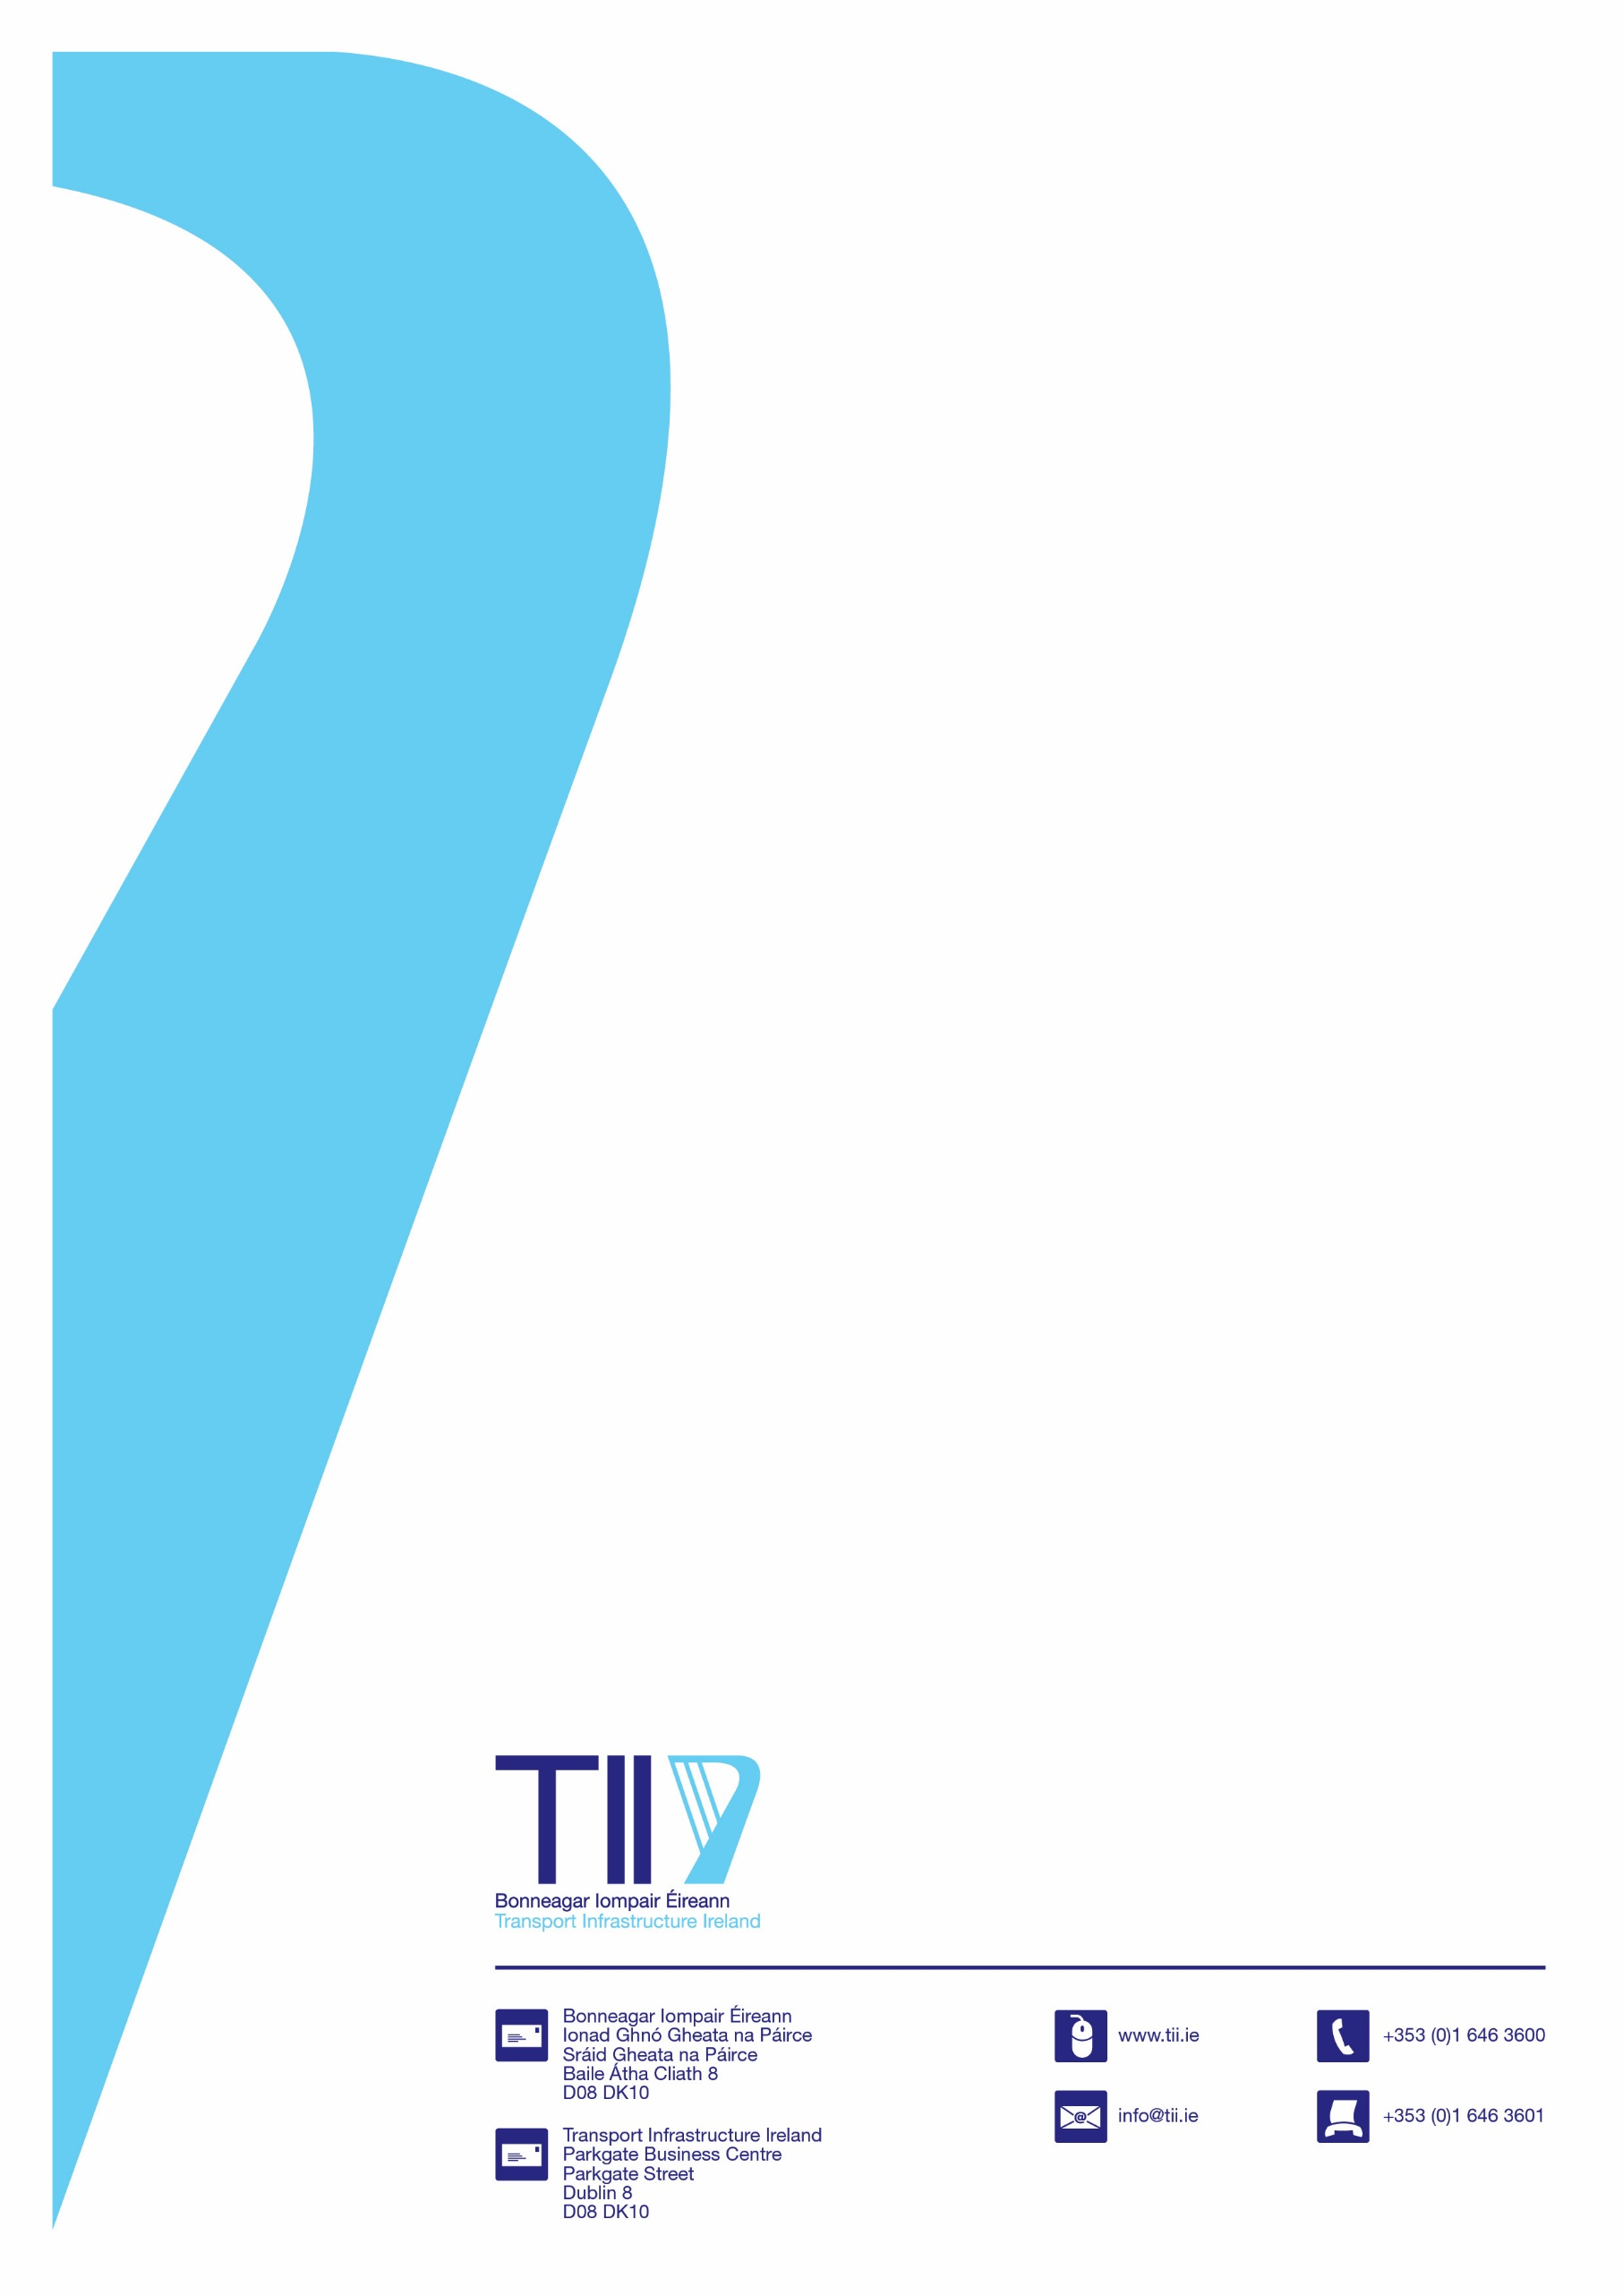 TII
Bonneagar Iompair Éireann
Transport Infrastructure Ireland
Bonneagar Iompair Éireann
Ionad Ghnó Gheata na Páirce
Sráid Gheata na Páirce
Baile Átha Cliath 8
D08 DK10
Transport Infrastructure Ireland
Parkgate Business Centre
Parkgate Street
Dublin 8
D08 DK10
www.tii.ie
@
info@tii.ie
+353 (0)1 646 3600
+353 (0)1 646 3601